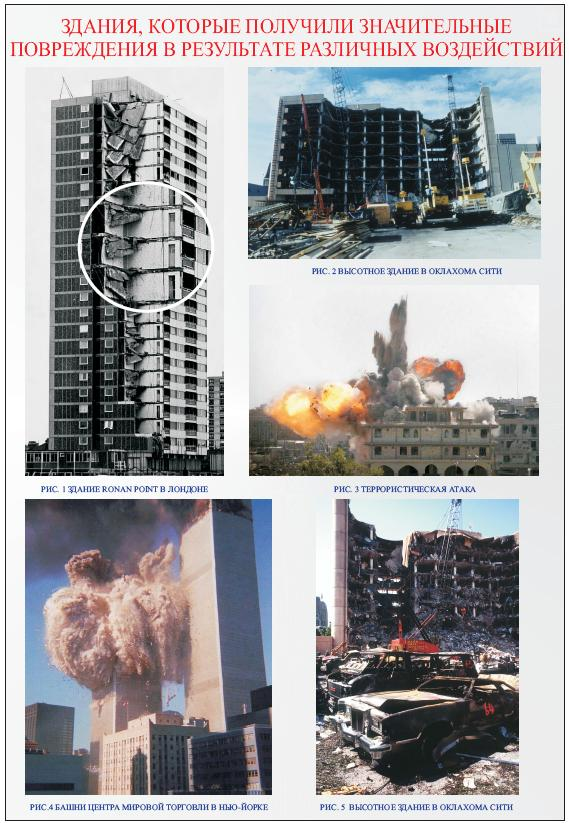 ЗДАНИЯ, КОТОРЫЕ ПОЛУЧИЛИ ЗНАЧИТЕЛЬНЫЕ
ПОВРЕЖДЕНИЯ В РЕЗУЛЬТАТЕ РАЗЛИЧНЫХ ВОЗДЕЙСТВИЙ
РИС. 2 ВЫСОТНОЕ ЗДАНИЕ В ОКЛАХОМА СИТИ
РИС. 1 ЗДАНИЕ RONAN POINT В ЛОНДОНЕ
РИС. 3 ТЕРРОРИСТИЧЕСКАЯ АТАКА
64
РИС.4 БАШНИ ЦЕНТРА МИРОВОЙ ТОРГОВЛИ В НЬЮ-ЙОРКЕ
РИС. 5 ВЫСОТНОЕ ЗДАНИЕ В ОКЛАХОМА СИТИ